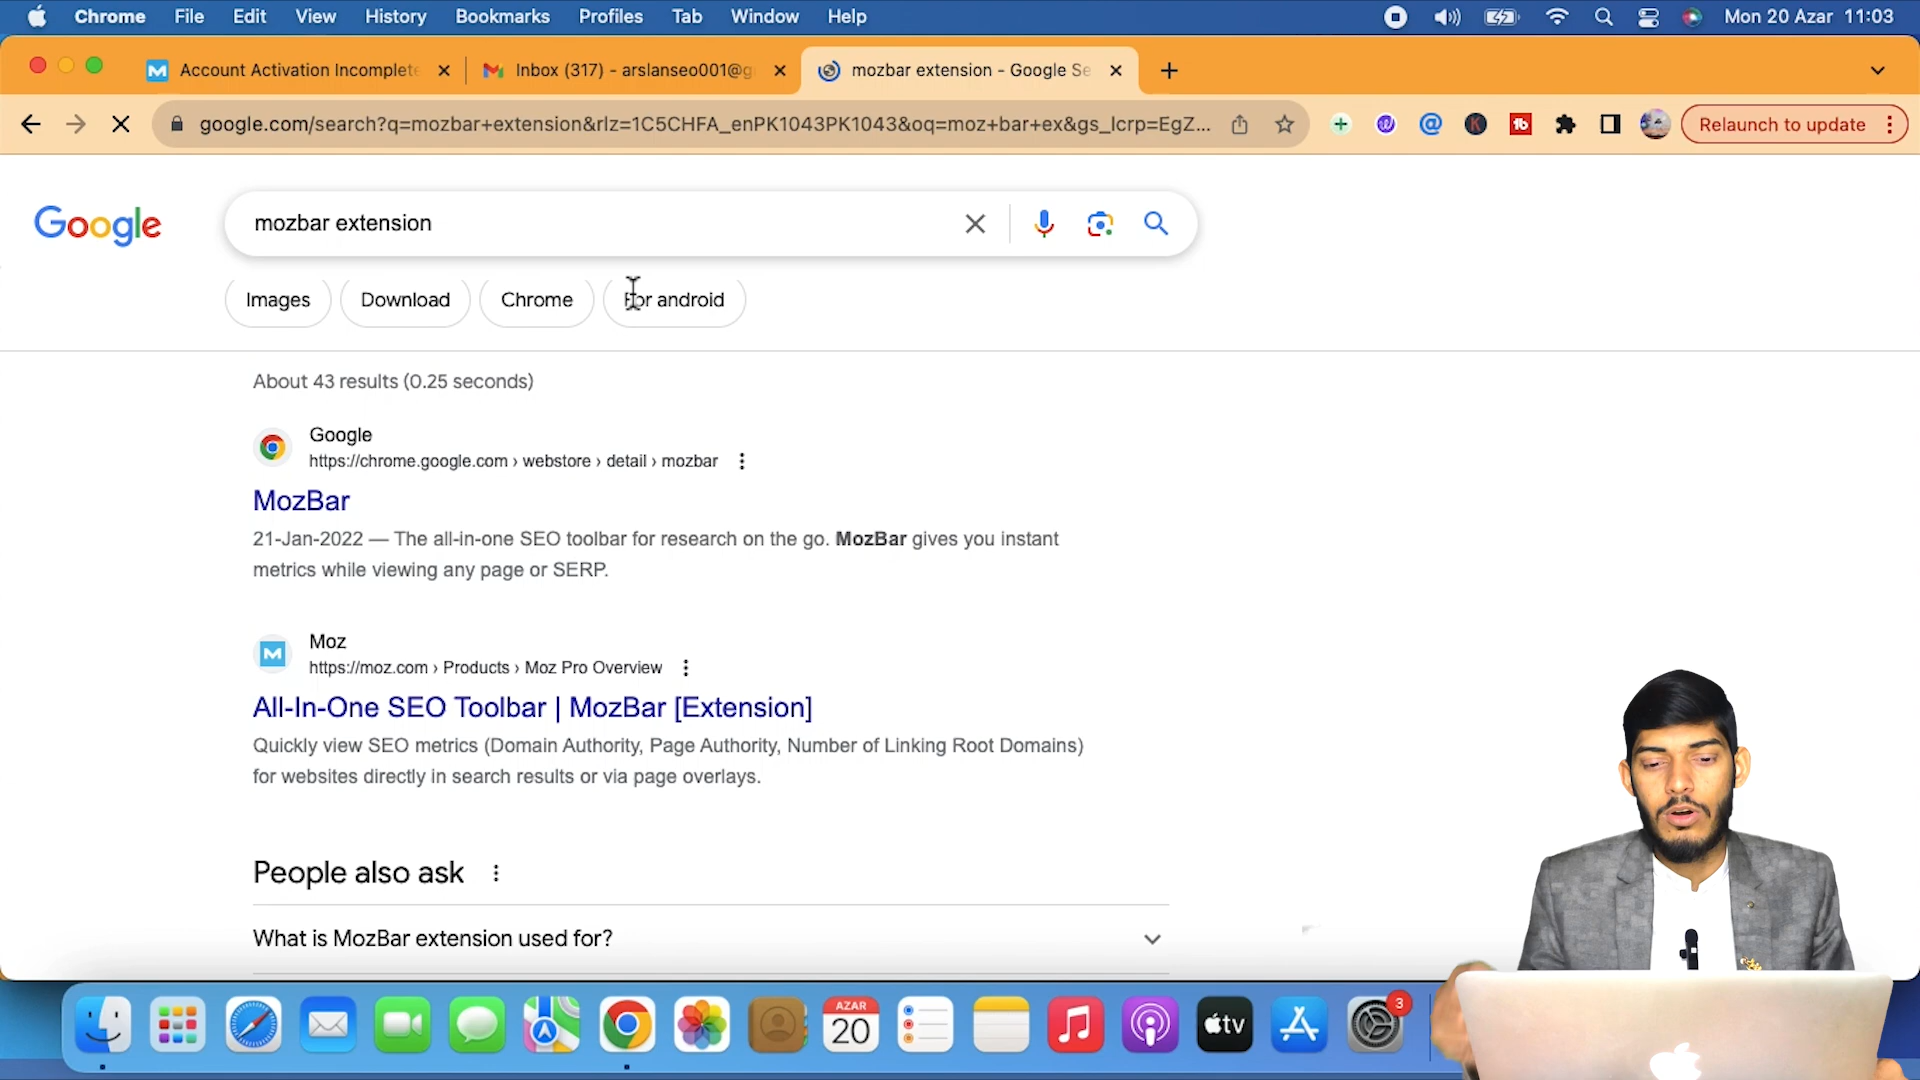 Chrome File Edit View History Bookmarks Profiles Tab Window Help Mon 20 Azar 11:03
Account Activation Incomplete Inbox (317) - arslanseo001@g mozbar extension - Google Se
google.com/search?q=mozbar+extension&rlz=1C5CHFA_enPK1043PK1043&oq=moz+bar+ex&gs_lcrp=EgZ... Relaunch to update
Google mozbar extension
Images Download Chrome For android
About 43 results (0.25 seconds)
Google
https://chrome.google.com › webstore › detail › mozbar
MozBar
21-Jan-2022 — The all-in-one SEO toolbar for research on the go. MozBar gives you instant
metrics while viewing any page or SERP.
Moz
https://moz.com › Products › Moz Pro Overview
All-In-One SEO Toolbar | MozBar [Extension]
Quickly view SEO metrics (Domain Authority, Page Authority, Number of Linking Root Domains)
for websites directly in search results or via page overlays.
People also ask
What is MozBar extension used for?
AZAR
20
tv
3